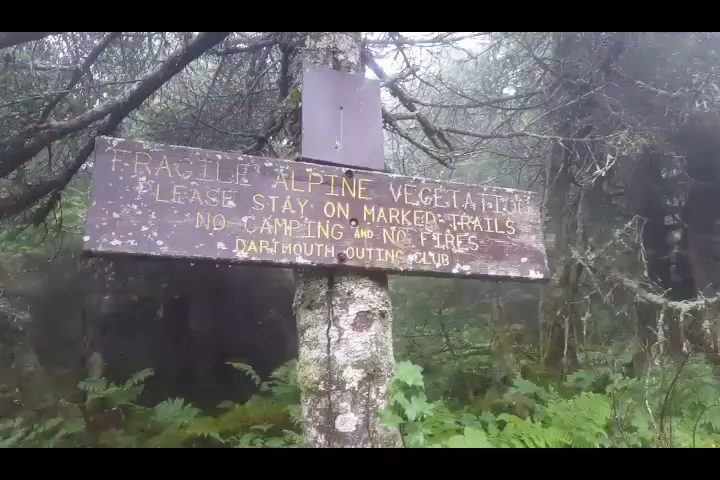 FRAGILE ALPINE VEGETATION
PLEASE STAY ON MARKED TRAILS
NO CAMPING AND NO FIRES
DARTMOUTH OUTING CLUB